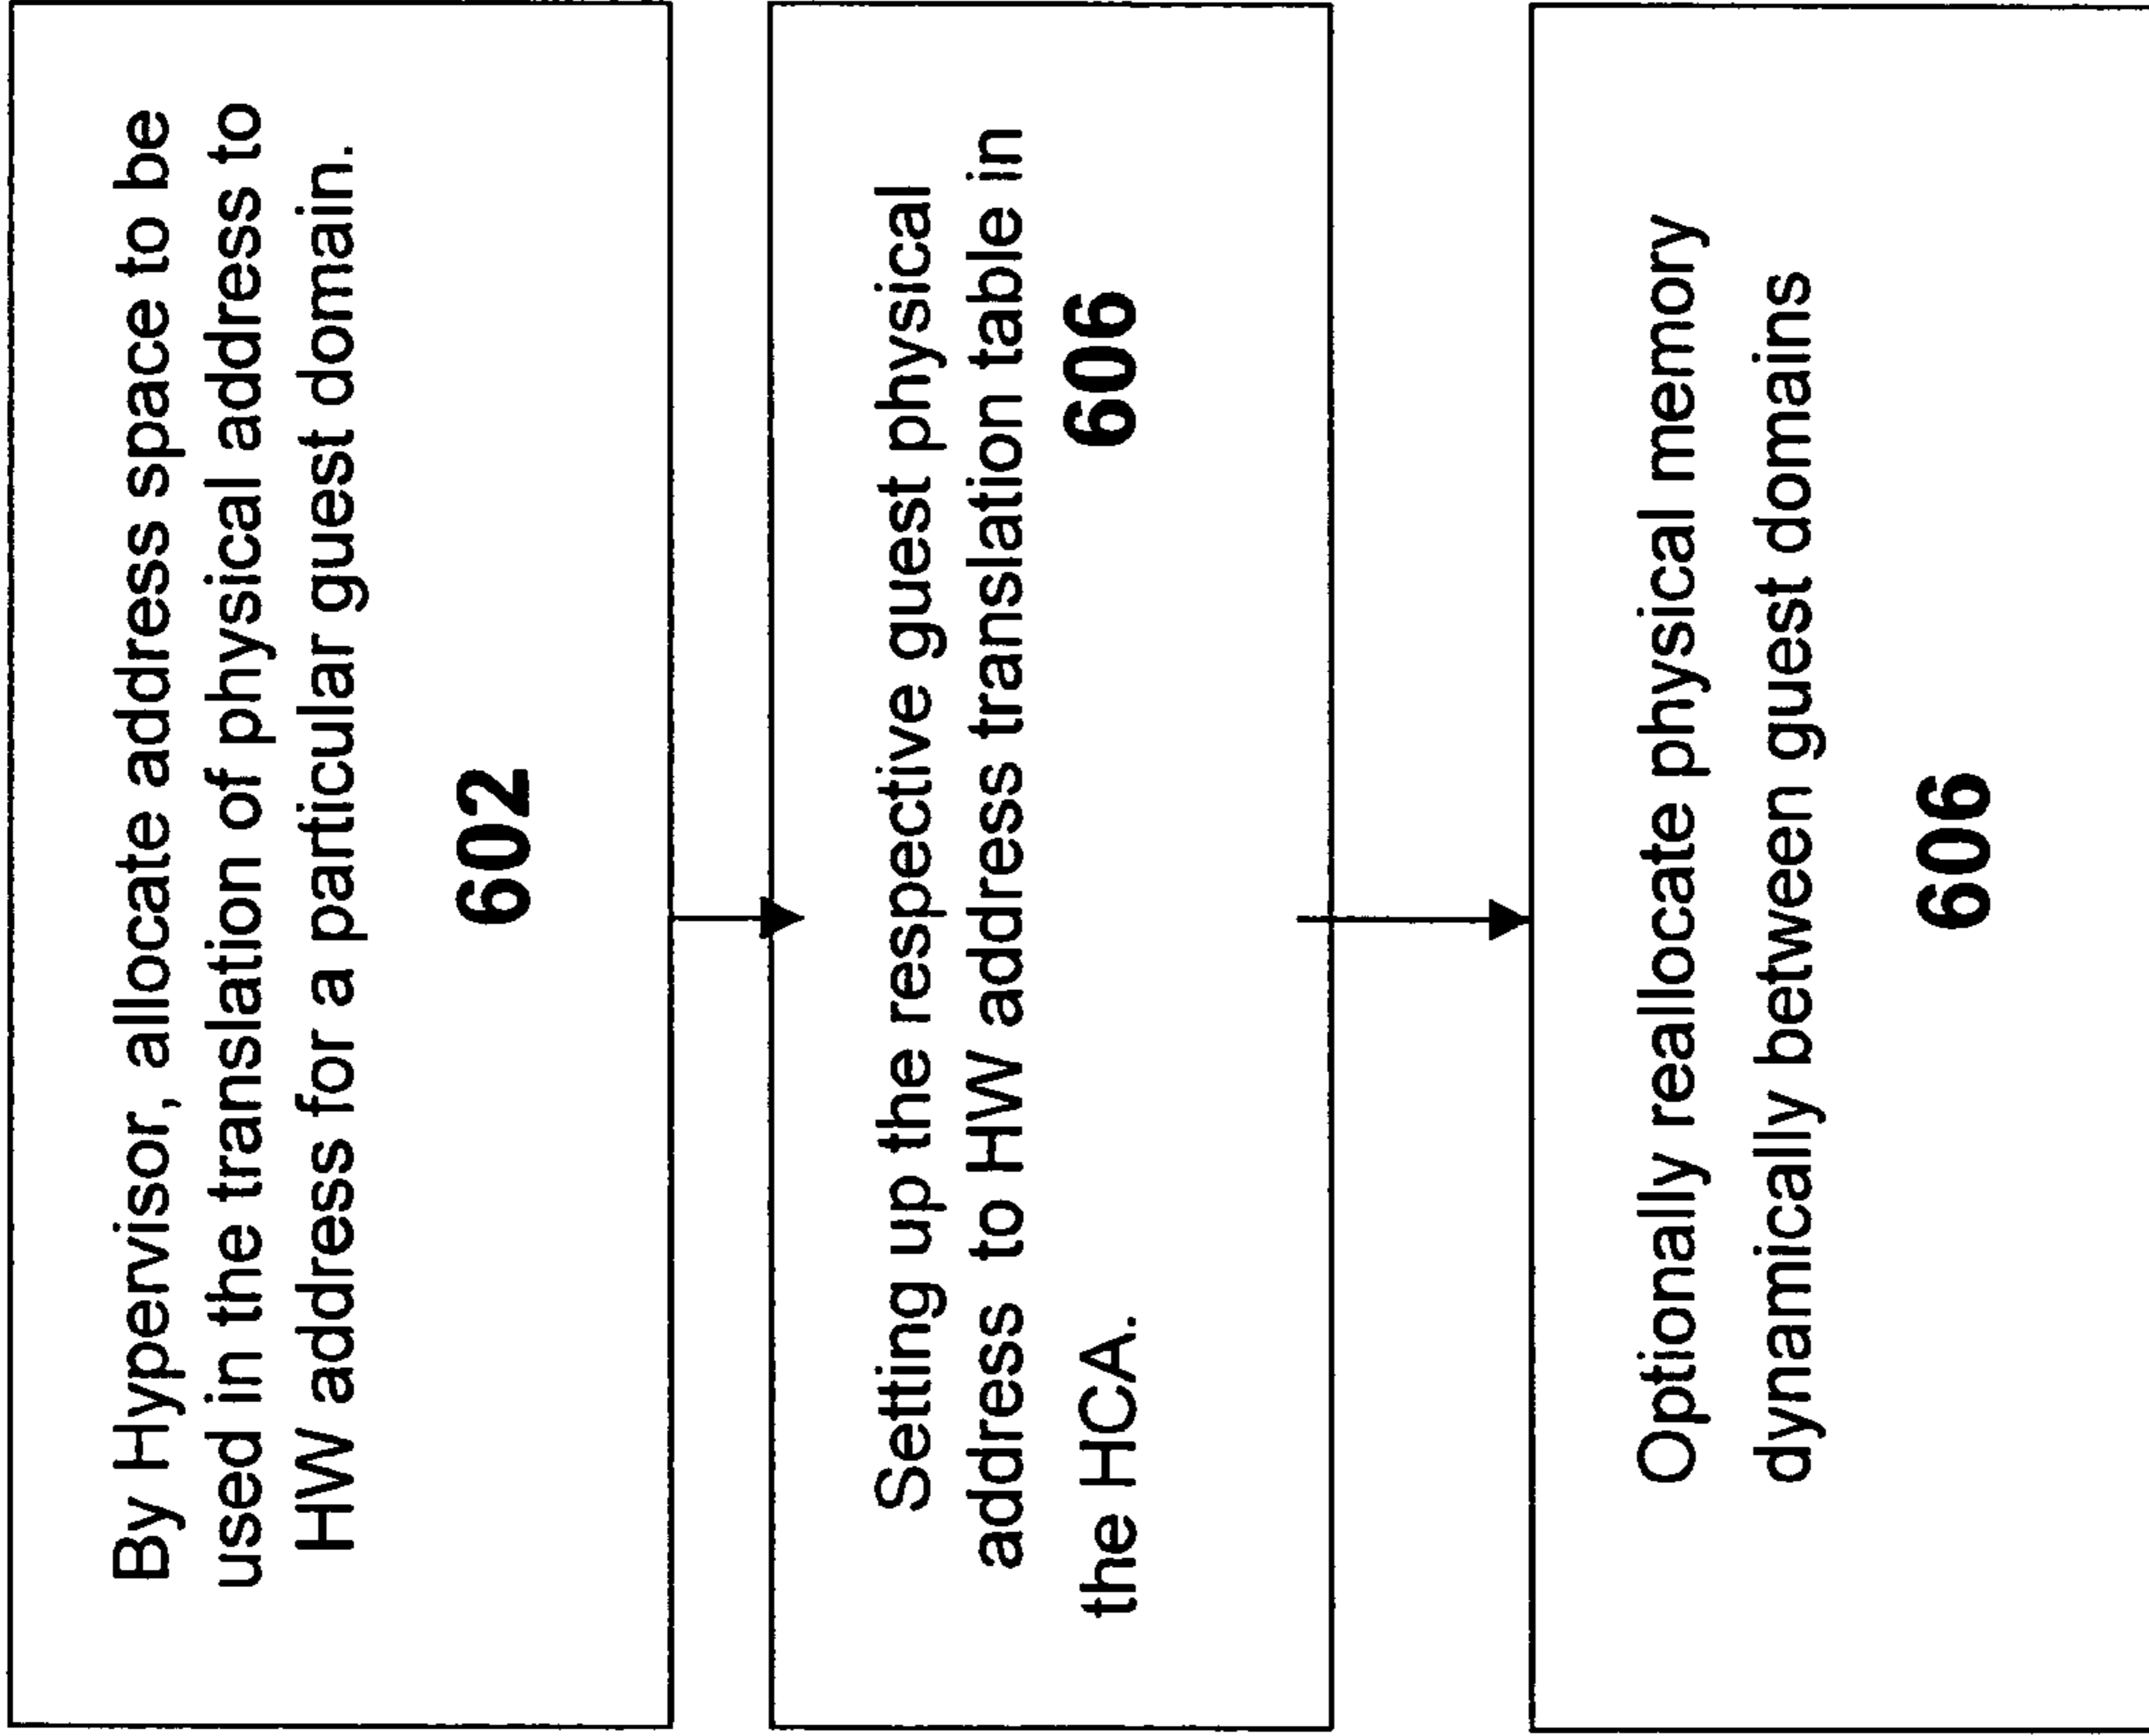 By Hypervisor, allocate address space to be
used in the translation of physical address to
HW address for a particular guest domain.
602
Setting up the respective guest physical
address to HW address translation table in
the HCA. 606
Optionally reallocate physical memory
dynamically between guest domains
606